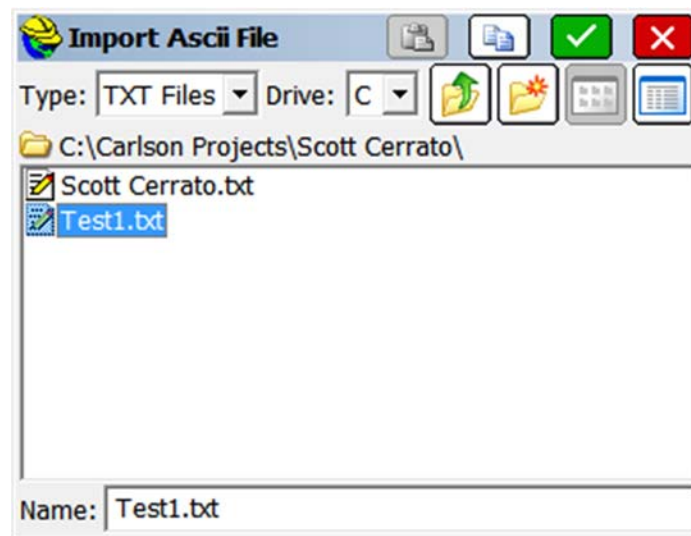 Import Ascii File
Type: TXT Files Drive: C
C:\Carlson Projects\Scott Cerrato\
Scott Cerrato.txt
Test1.txt
Name: Test1.txt